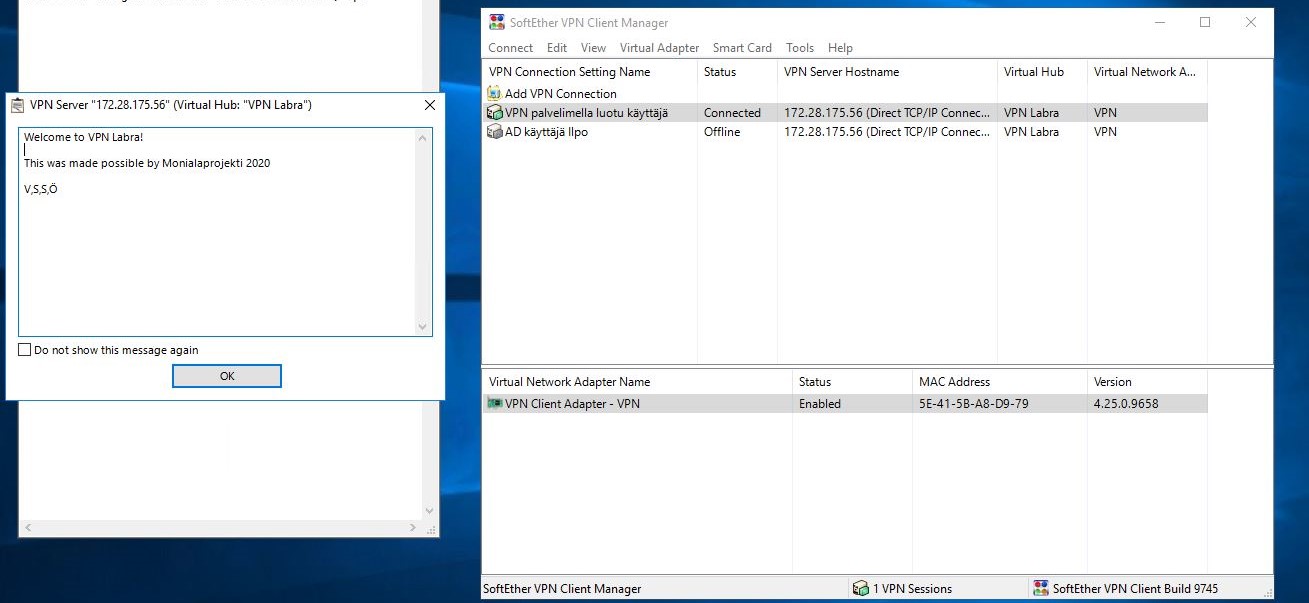 VPN Server "172.28.175.56" (Virtual Hub: "VPN Labra")
Welcome to VPN Labra!
This was made possible by Monialaprojekti 2020
V,S,S,Ö
Do not show this message again
OK
SoftEther VPN Client Manager
Connect Edit View Virtual Adapter Smart Card Tools Help
VPN Connection Setting Name Status VPN Server Hostname Virtual Hub Virtual Network A...
Add VPN Connection
VPN palvelimella luotu käyttäjä Connected 172.28.175.56 (Direct TCP/IP Connec... VPN Labra VPN
AD käyttäjä Ilpo Offline 172.28.175.56 (Direct TCP/IP Connec... VPN Labra VPN
Virtual Network Adapter Name Status MAC Address Version
VPN Client Adapter - VPN Enabled 5E-41-5B-A8-D9-79 4.25.0.9658
SoftEther VPN Client Manager 1 VPN Sessions SoftEther VPN Client Build 9745